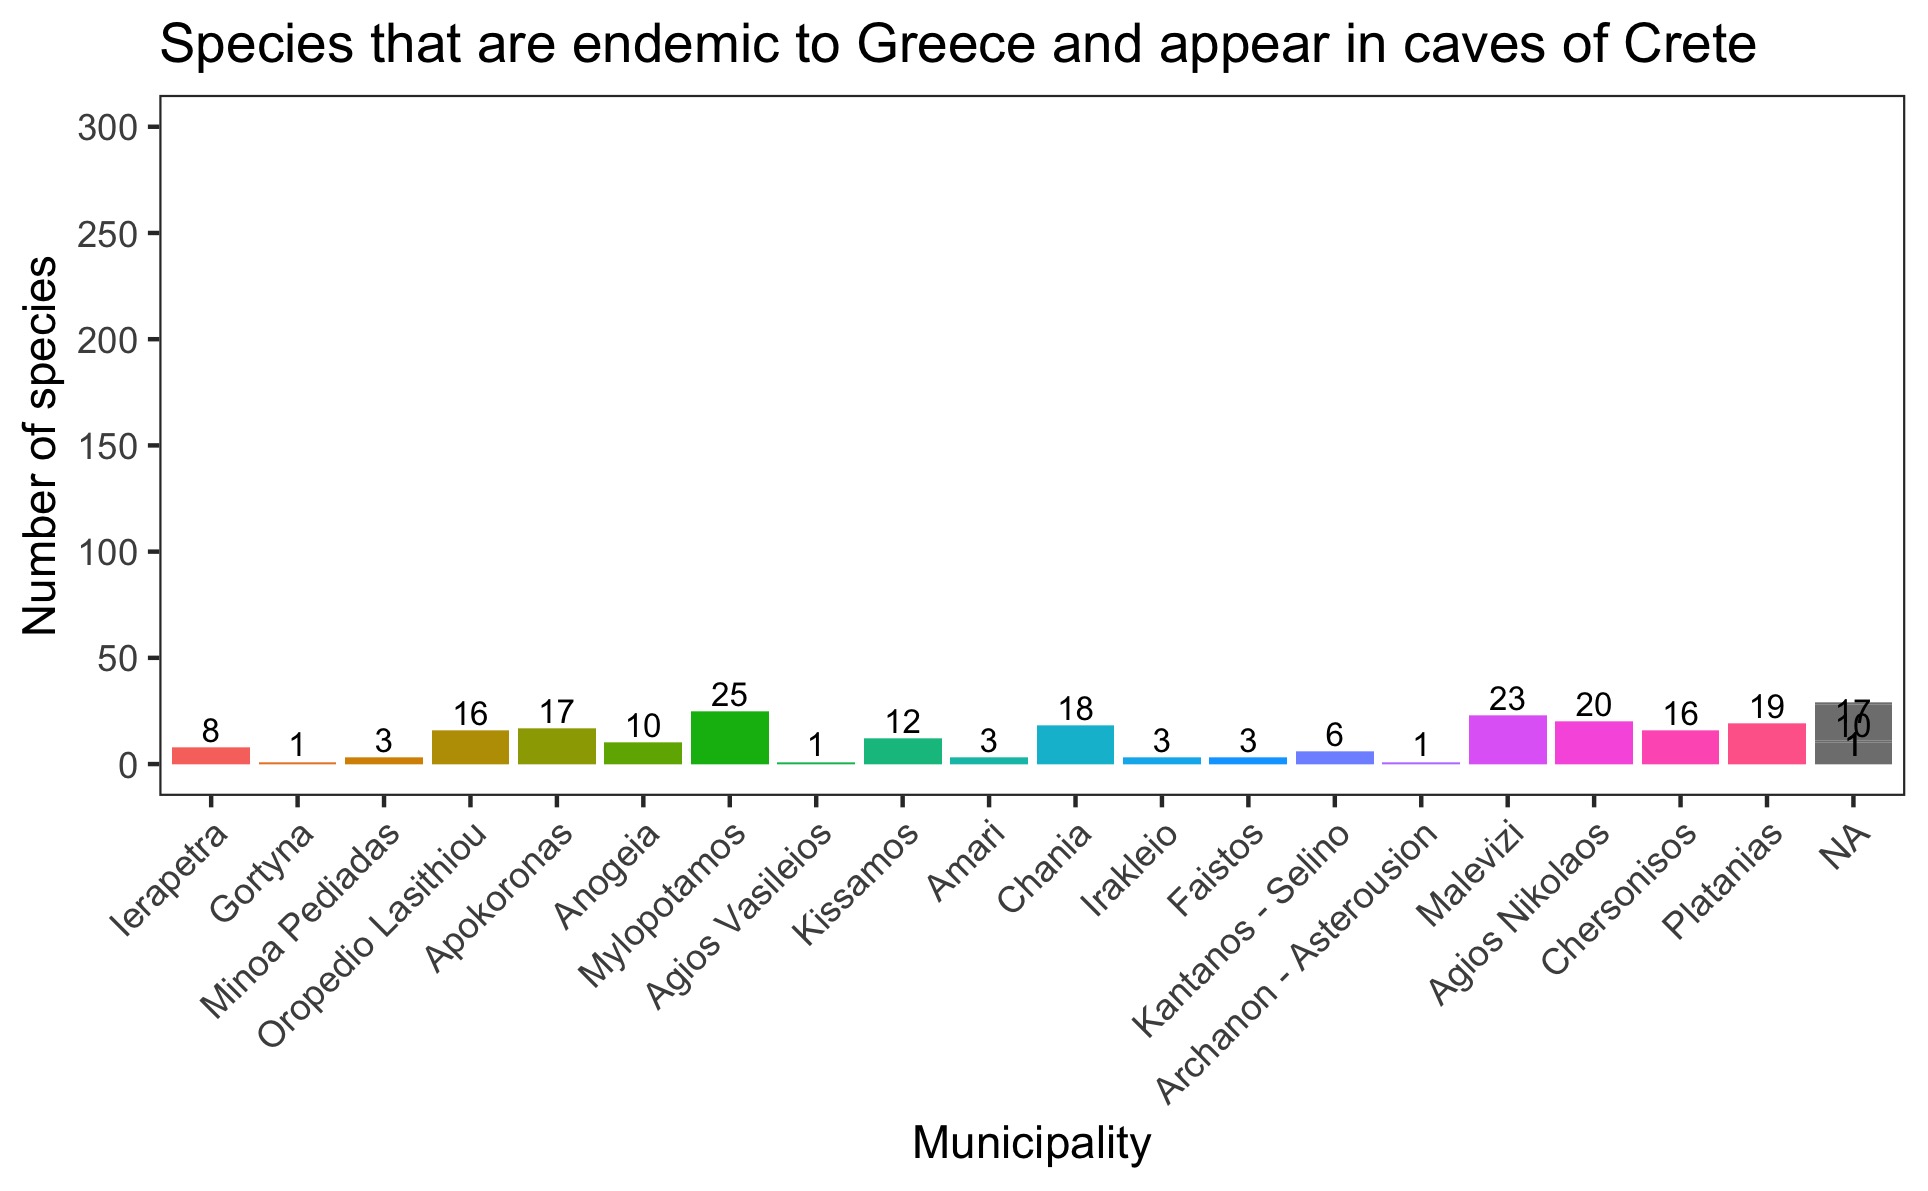 Species that are endemic to Greece and appear in caves of Crete
Number of species
300
250
200
150
100
50
0
8
1
3
16
17
10
25
1
12
3
18
3
3
6
1
23
20
16
19
17
10
1
Ierapetra
Gortyna
Minoa Pediadas
Oropedio Lasithiou
Apokoronas
Anogeia
Mylopotamos
Agios Vasileios
Kissamos
Amari
Chania
Irakleio
Faistos
Kantanos - Selino
Archanon - Asterousion
Malevizi
Agios Nikolaos
Chersonisos
Platanias
NA
Municipality